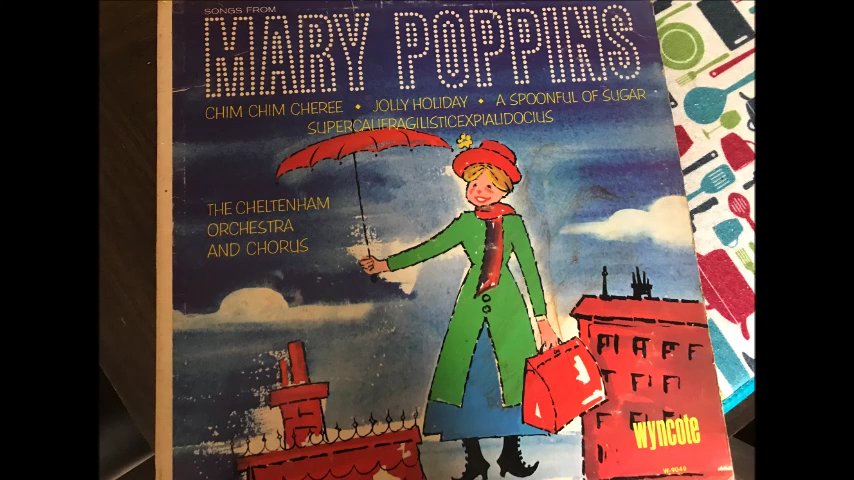 SONGS FROM
MARY POPPINS
CHIM CHIM CHEREE • JOLLY HOLIDAY • A SPOONFUL OF SUGAR
SUPERCALIFRAGILISTICEXPIALIDOCIUS
THE CHELTENHAM
ORCHESTRA
AND CHORUS
wyncote
W-9049